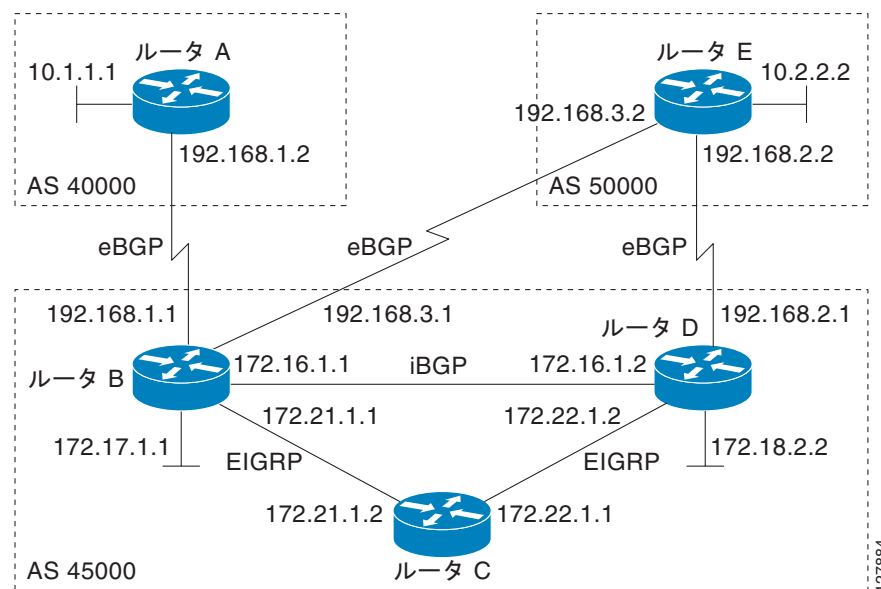 ルータ A
ルータ E
10.1.1.1
10.2.2.2
192.168.3.2
192.168.1.2
192.168.2.2
AS 40000
AS 50000
eBGP
eBGP
eBGP
192.168.1.1
192.168.3.1
192.168.2.1
ルータ D
ルータ B
172.16.1.1
iBGP
172.16.1.2
172.21.1.1
172.22.1.2
172.17.1.1
172.18.2.2
EIGRP
EIGRP
172.21.1.2
172.22.1.1
AS 45000
ルータ C
127884